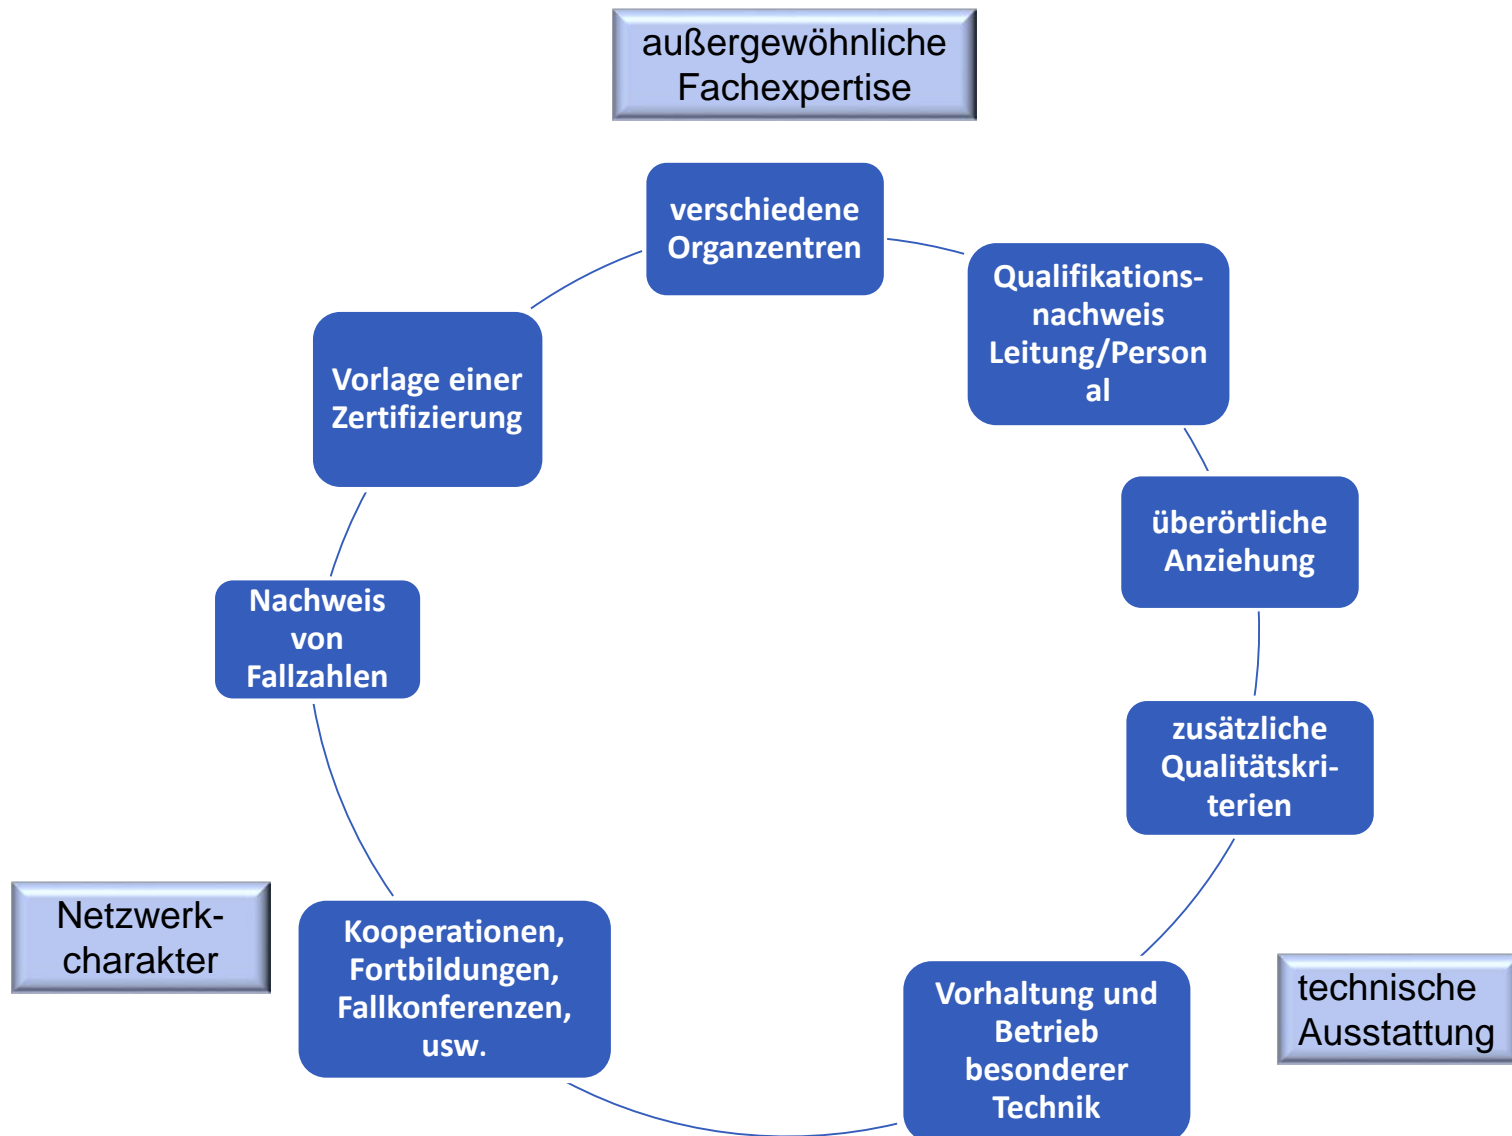 außergewöhnliche
Fachexpertise
verschiedene
Organzentren
Qualifikations-
nachweis
Leitung/Person
al
Vorlage einer
Zertifizierung
überörtliche
Anziehung
Nachweis
von
Fallzahlen
zusätzliche
Qualitätskri-
terien
Netzwerk-
charakter
Kooperationen,
Fortbildungen,
Fallkonferenzen,
usw.
Vorhaltung und
Betrieb
besonderer
Technik
technische
Ausstattung